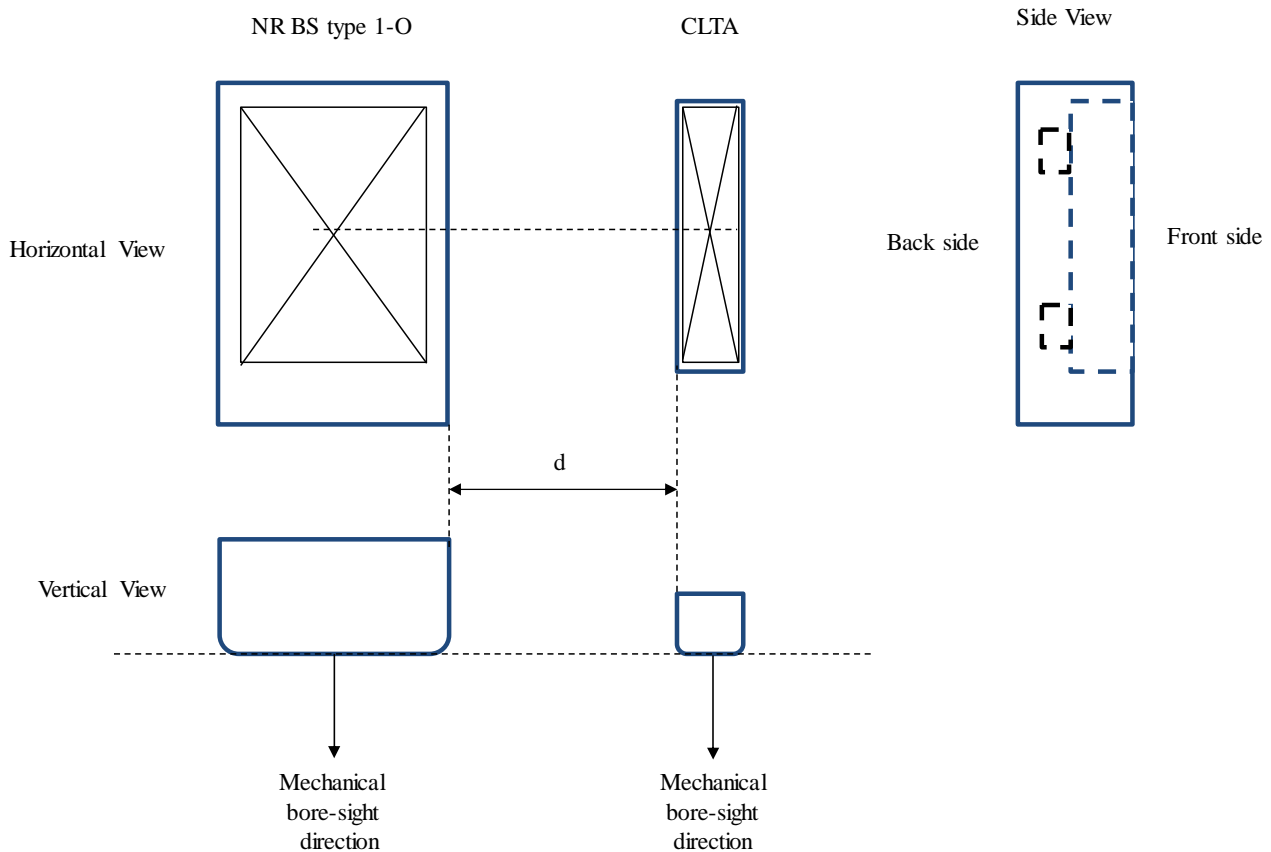 NR BS type 1-O
CLTA
Side View
Horizontal View
Back side
Front side
d
Vertical View
Mechanical
bore-sight
direction
Mechanical
bore-sight
direction